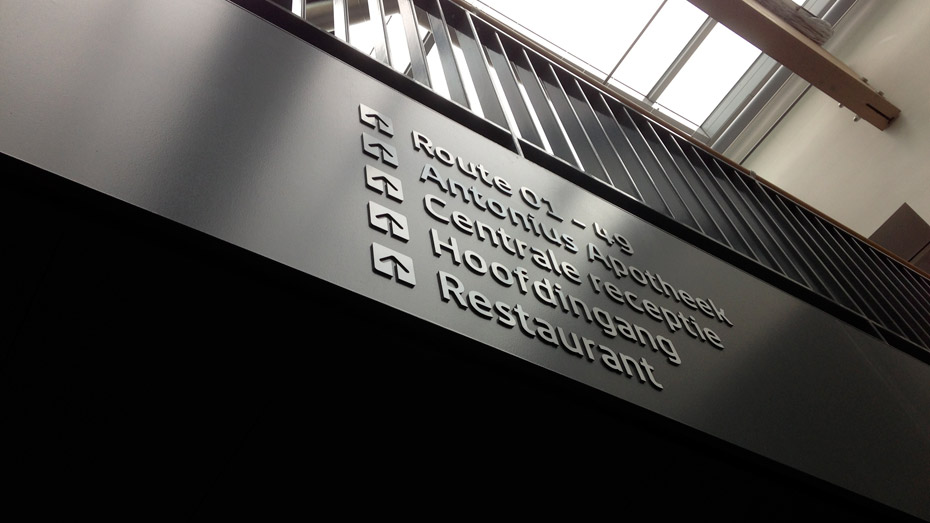 Route 01 - 49
Antonius Apotheek
Centrale receptie
Hoofdingang
Restaurant